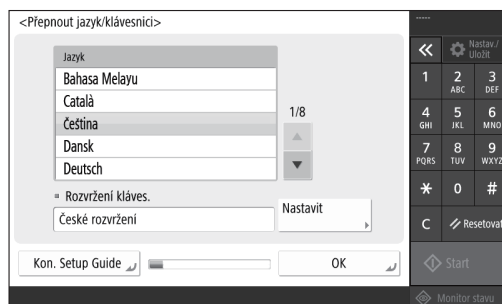 <Přepnout jazyk/klávesnici>
Jazyk
Bahasa Melayu
Català
Čeština
Dansk
Deutsch
1/8
Rozvržení kláves.
České rozvržení
Nastavit
Kon. Setup Guide
OK
-----
Nastav./
Uložit
1 2 3
ABC DEF
4 5 6
GHI JKL MNO
7 8 9
PQRS TUV WXYZ
* 0 #
C Resetovat
Start
Monitor stavu